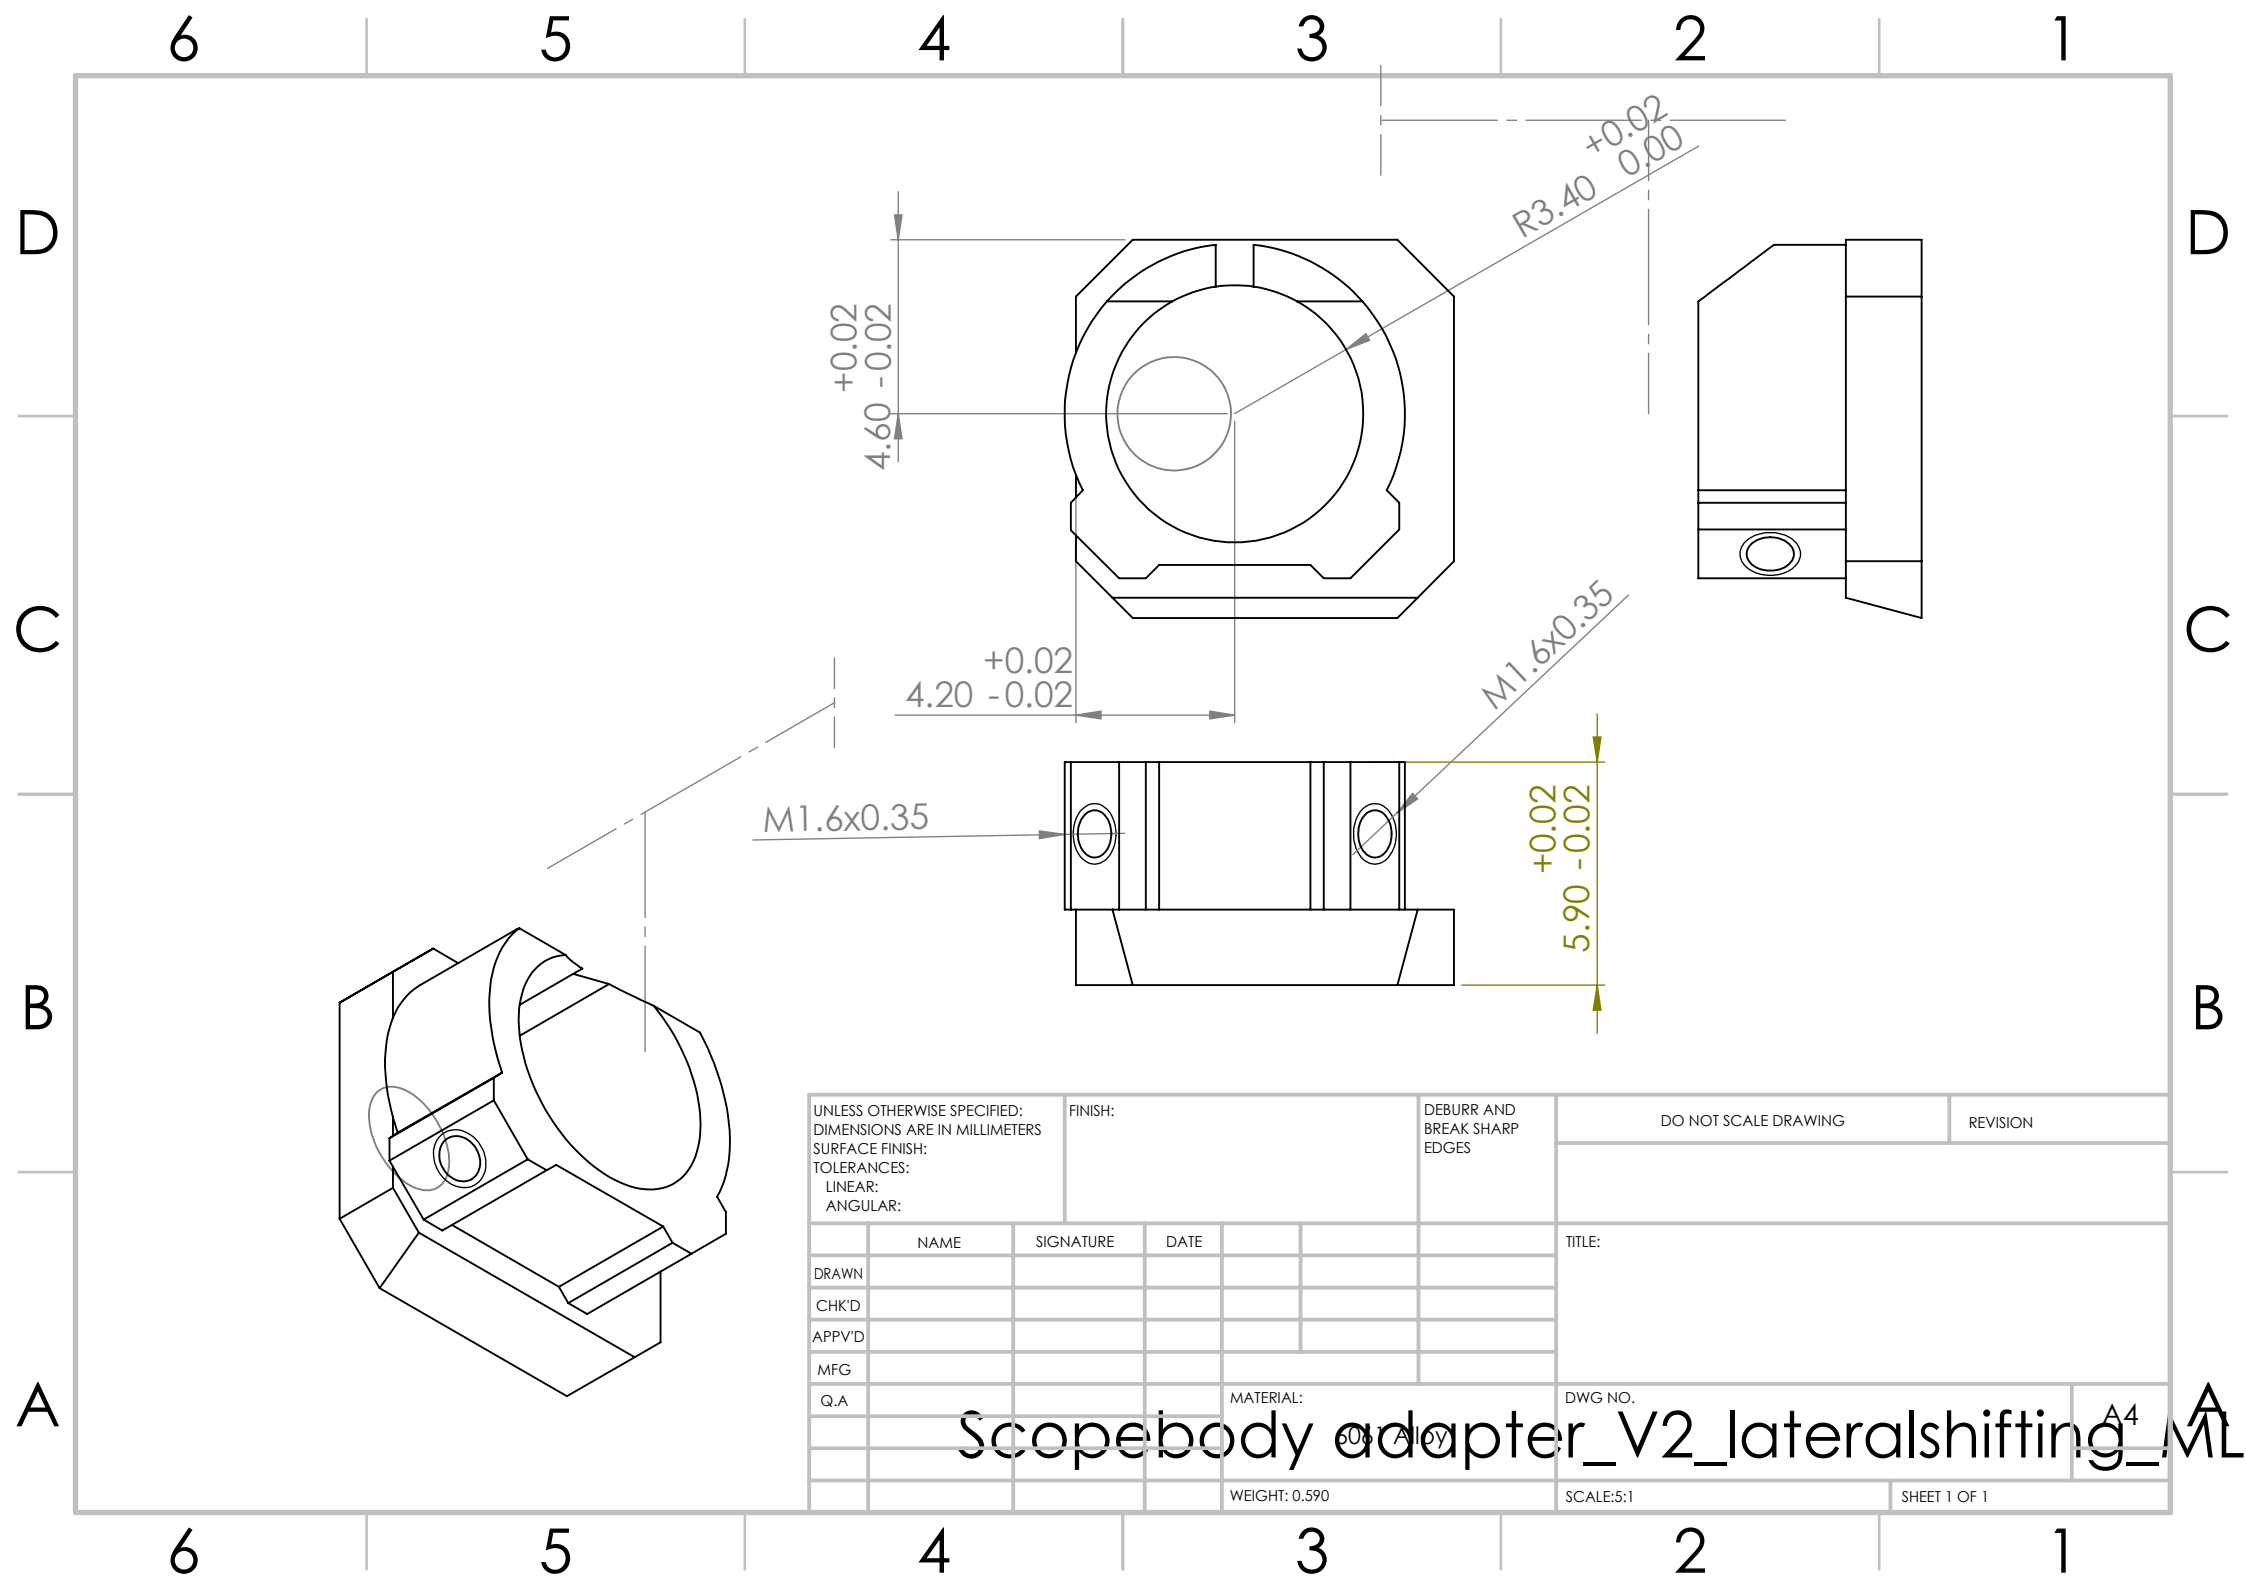 6 5 4 3 2 1
D D
C C
B B
A A
+0.02
R3.40 0.00
+0.02
4.60 -0.02
+0.02
4.20 -0.02
M1.6x0.35
M1.6x0.35
+0.02
5.90 -0.02
UNLESS OTHERWISE SPECIFIED:
DIMENSIONS ARE IN MILLIMETERS
SURFACE FINISH:
TOLERANCES:
LINEAR:
ANGULAR:
FINISH:
DEBURR AND
BREAK SHARP
EDGES
DO NOT SCALE DRAWING
REVISION
NAME SIGNATURE DATE
TITLE:
DRAWN
CHK'D
APPV'D
MFG
Q.A
MATERIAL:
6061 Alloy
DWG NO.
Scopebody adapter_V2_lateralshifting_ML
A4
WEIGHT: 0.590
SCALE:5:1
SHEET 1 OF 1
6 5 4 3 2 1